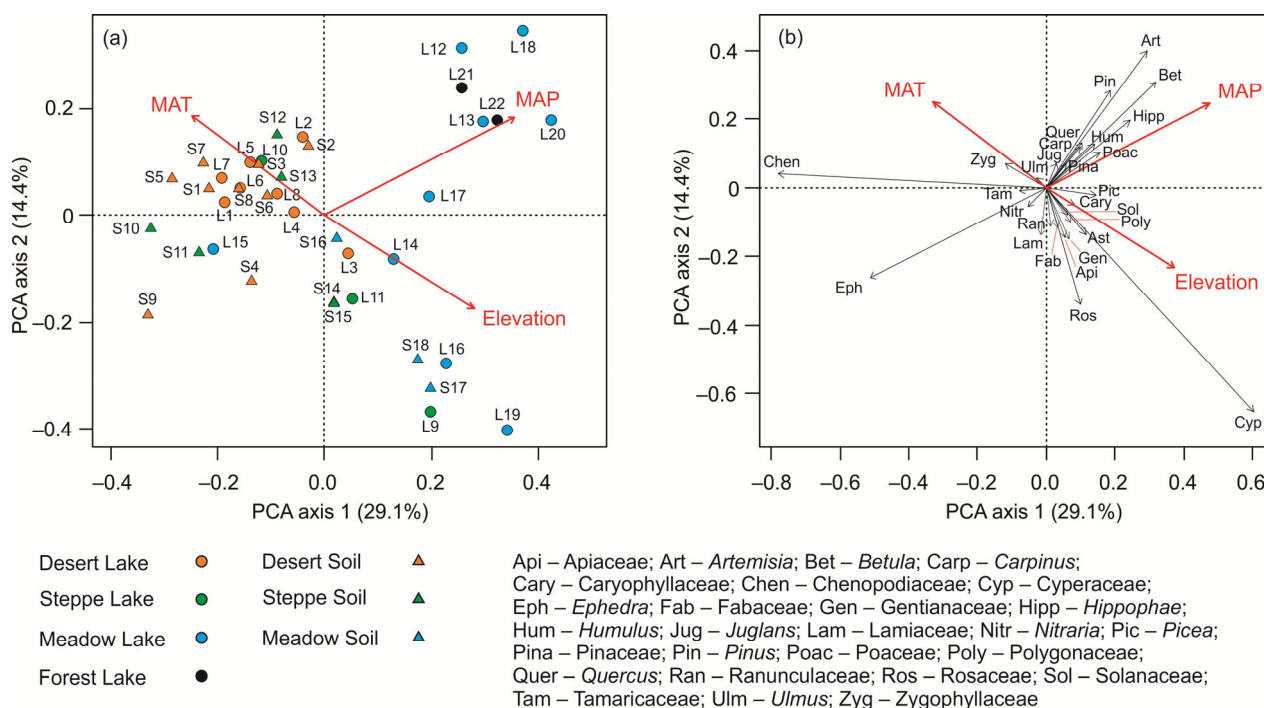 (a)
L12
L18
L21
MAT
MAP
L22
L13
L20
S12
L2
S2
L5
L10
S7
S3
L7
S13
S5
L6
L17
S1
S8
L8
S6
L1
L4
S10
S16
L15
S11
L3
L14
S4
Elevation
S14
S15
L11
S9
S18
L16
S17
L9
L19
0.2
0
−0.2
−0.4
PCA axis 2 (14.4%)
−0.4 −0.2 0.0 0.2 0.4
PCA axis 1 (29.1%)
(b)
Art
Pin
Bet
MAT
MAP
Hipp
Quer
Hum
Carp
Jug
Poac
Chen
Zyg
Ulm
Pina
Tam
Pic
Cary
Nitr
Sol
Ran
Poly
Lam
Ast
Fab
Gen
Api
Eph
Elevation
Ros
Cyp
0.4
0.2
0
−0.2
−0.4
−0.6
PCA axis 2 (14.4%)
−0.8 −0.6 −0.4 −0.2 0.0 0.2 0.4 0.6
PCA axis 1 (29.1%)
Desert Lake
Desert Soil
Steppe Lake
Steppe Soil
Meadow Lake
Meadow Soil
Forest Lake
Api – Apiaceae; Art – Artemisia; Bet – Betula; Carp – Carpinus;
Cary – Caryophyllaceae; Chen – Chenopodiaceae; Cyp – Cyperaceae;
Eph – Ephedra; Fab – Fabaceae; Gen – Gentianaceae; Hipp – Hippophae;
Hum – Humulus; Jug – Juglans; Lam – Lamiaceae; Nitr – Nitraria; Pic – Picea;
Pina – Pinaceae; Pin – Pinus; Poac – Poaceae; Poly – Polygonaceae;
Quer – Quercus; Ran – Ranunculaceae; Ros – Rosaceae; Sol – Solanaceae;
Tam – Tamaricaceae; Ulm – Ulmus; Zyg – Zygophyllaceae